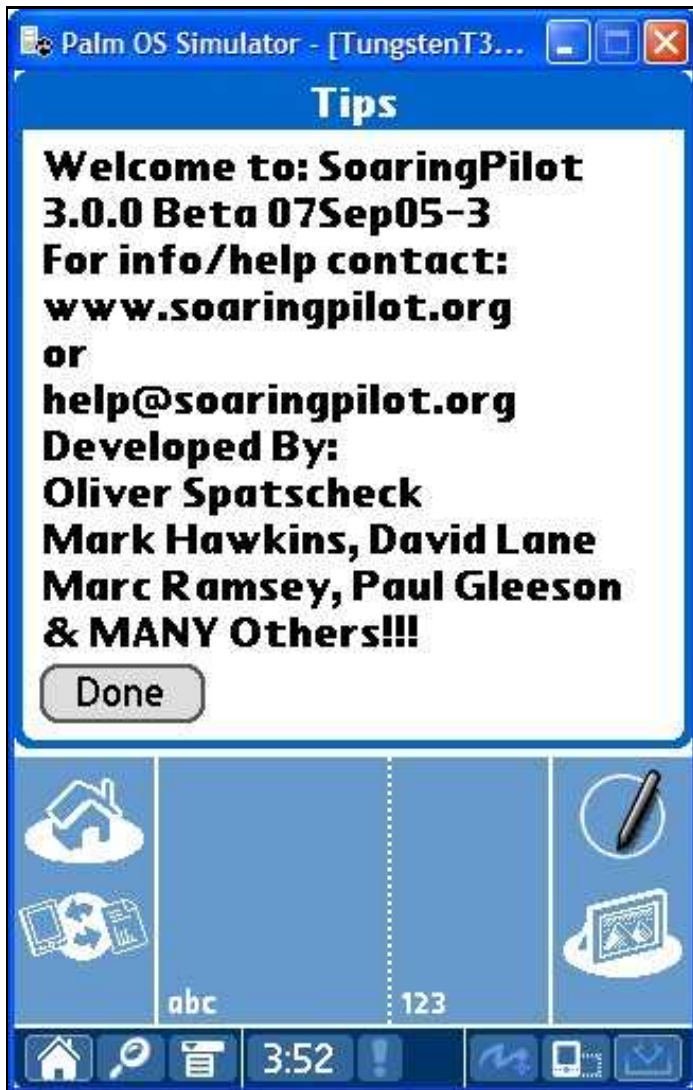 Palm OS Simulator - [TungstenT3...
Tips
Welcome to: SoaringPilot
3.0.0 Beta 07Sep05-3
For info/help contact:
www.soaringpilot.org
or
help@soaringpilot.org
Developed By:
Oliver Spatscheck
Mark Hawkins, David Lane
Marc Ramsey, Paul Gleeson
& MANY Others!!!
Done
abc 123
3:52